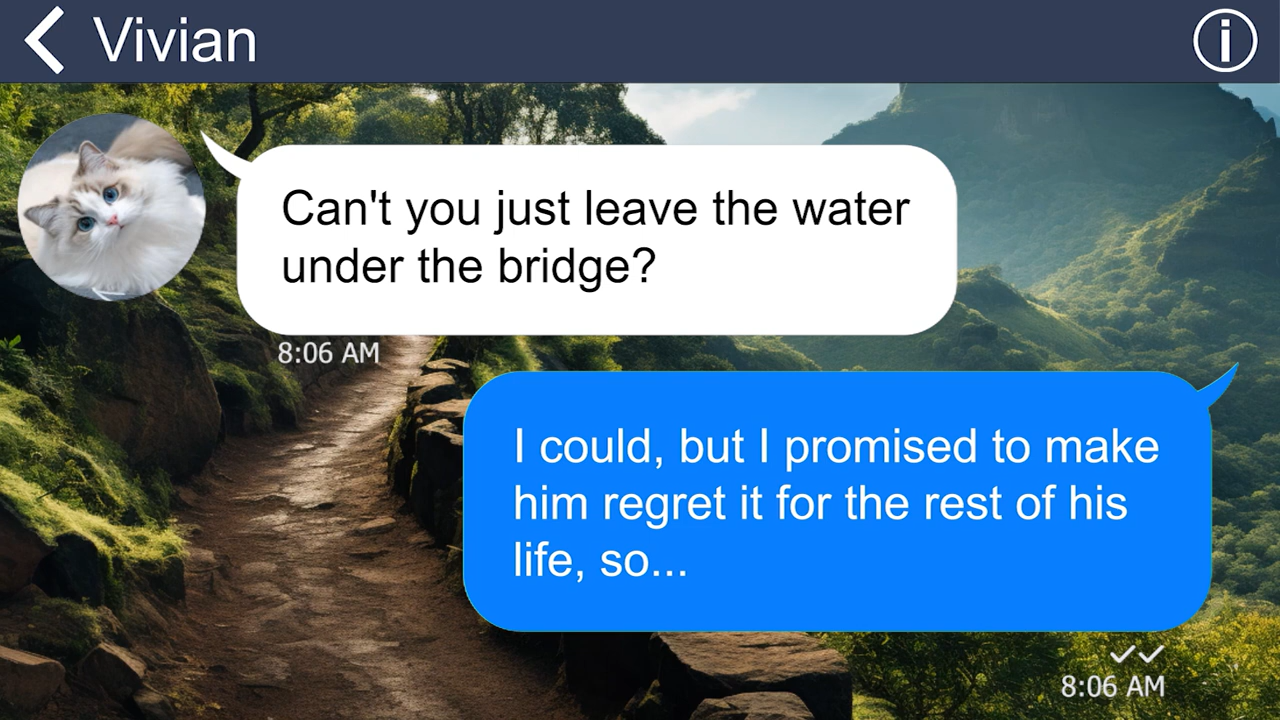 Vivian
Can't you just leave the water
under the bridge?
8:06 AM
I could, but I promised to make
him regret it for the rest of his
life, so...
8:06 AM